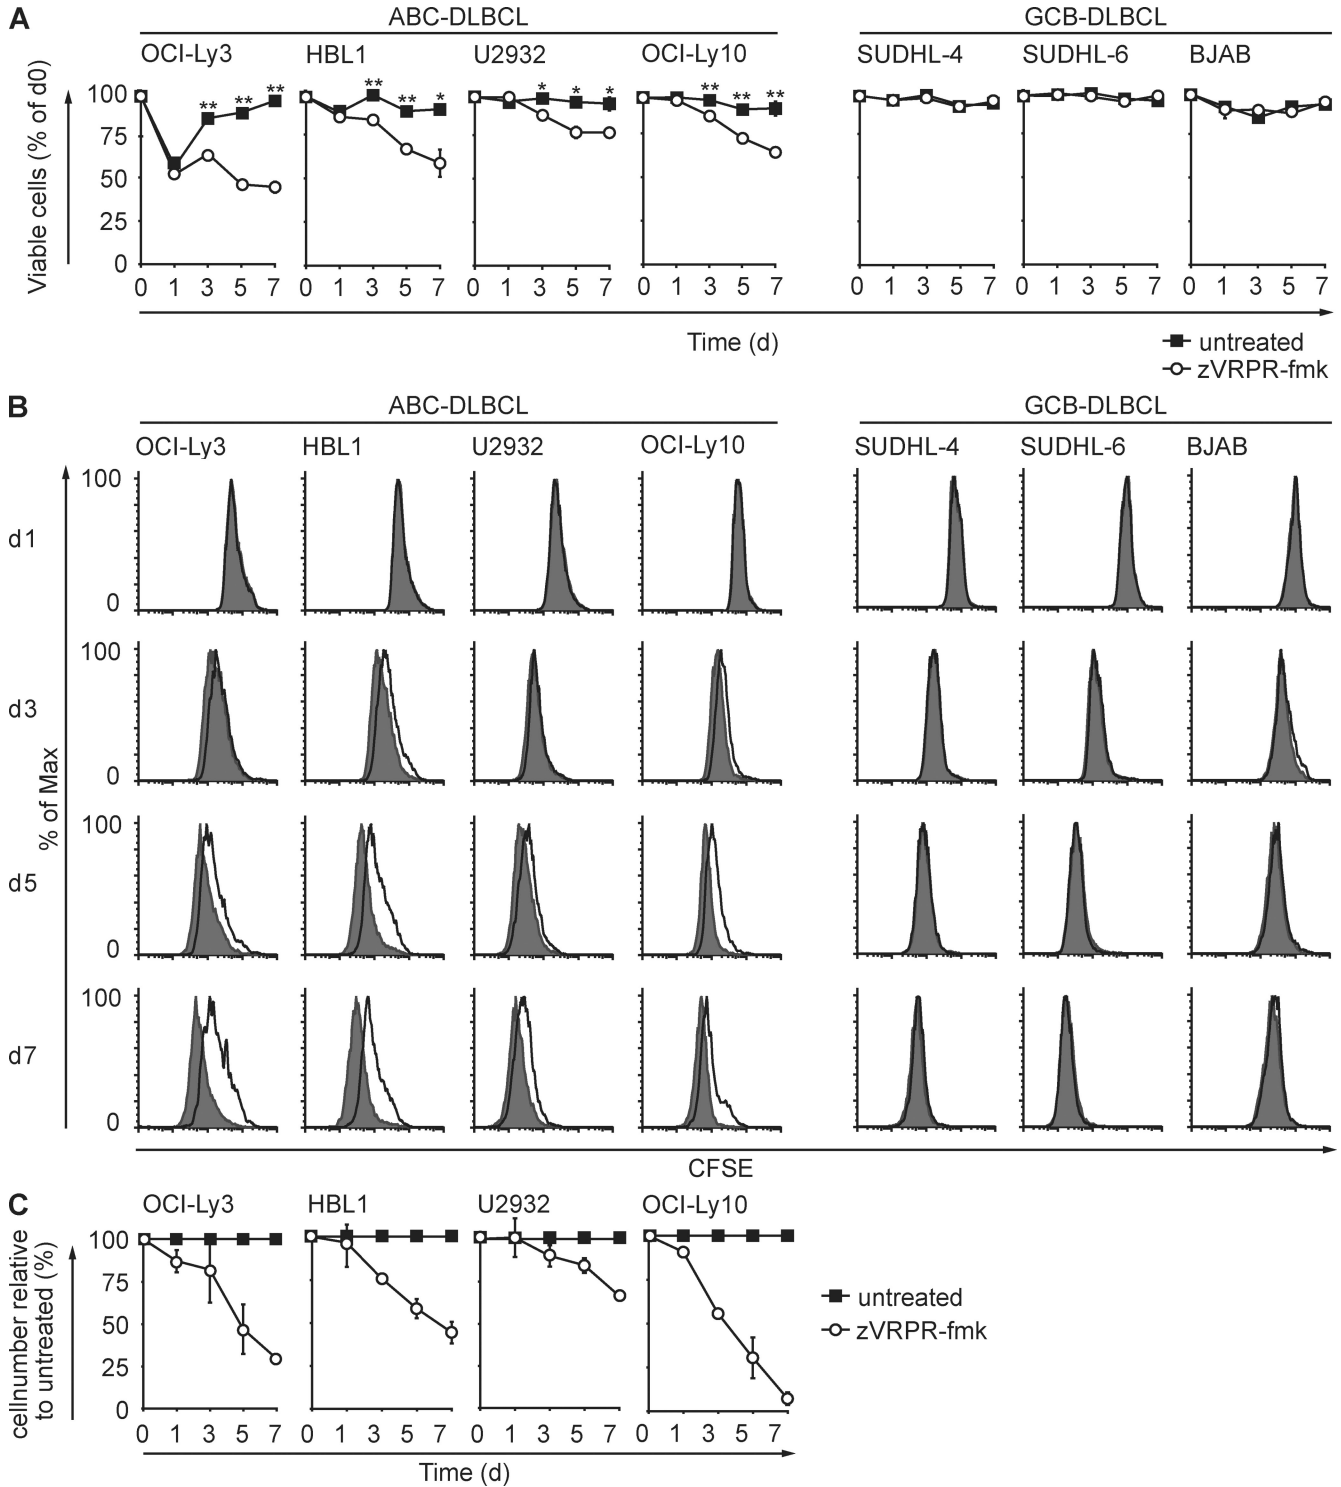 A
ABC-DLBCL
GCB-DLBCL
OCI-Ly3
HBL1
U2932
OCI-Ly10
SUDHL-4
SUDHL-6
BJAB
Viable cells (% of d0)
100
75
50
25
0
** ** **
** ** *
* * *
** ** **
0 1 3 5 7
0 1 3 5 7
0 1 3 5 7
0 1 3 5 7
0 1 3 5 7
0 1 3 5 7
0 1 3 5 7
Time (d)
untreated
zVRPR-fmk
B
ABC-DLBCL
GCB-DLBCL
OCI-Ly3
HBL1
U2932
OCI-Ly10
SUDHL-4
SUDHL-6
BJAB
% of Max
d1
100
0
d3
100
0
d5
100
0
d7
100
0
CFSE
C
OCI-Ly3
HBL1
U2932
OCI-Ly10
cellnumber relative
to untreated (%)
100
75
50
25
0
0 1 3 5 7
0 1 3 5 7
0 1 3 5 7
0 1 3 5 7
Time (d)
untreated
zVRPR-fmk